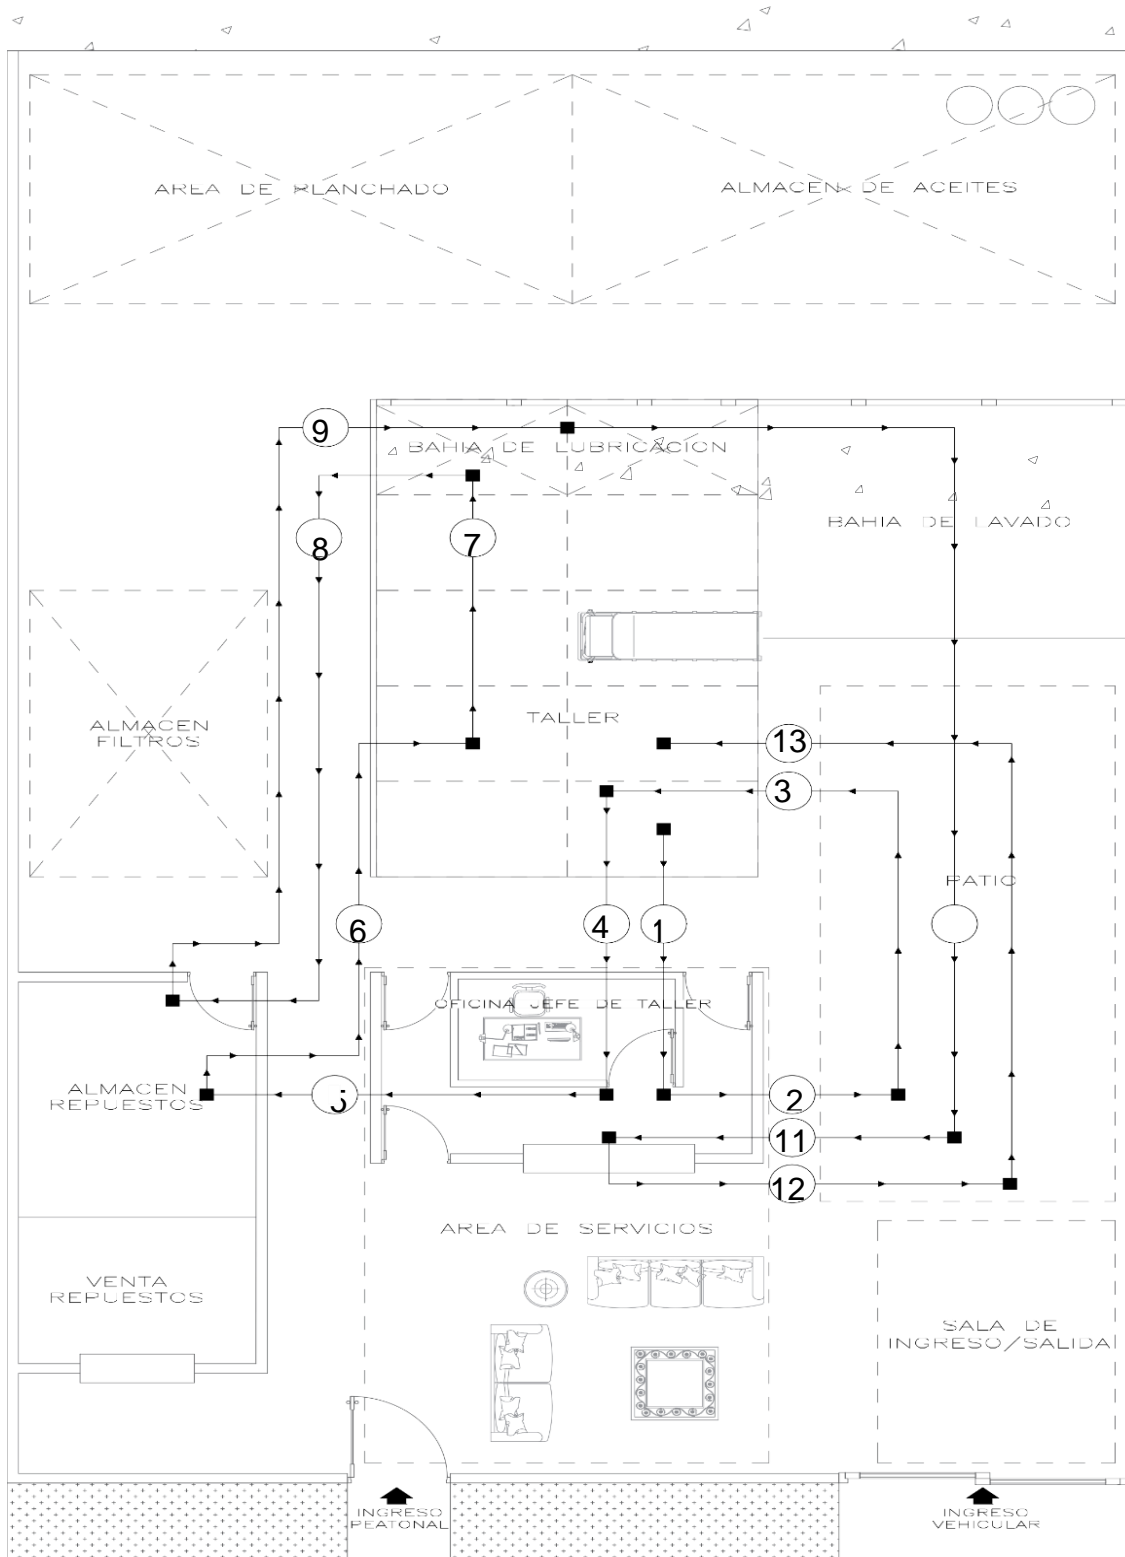 AREA DE PLANCHADO
ALMACEN DE ACEITES
9
BAHIA DE LUBRICACION
8
7
BAHIA DE LAVADO
TALLER
ALMACEN
FILTROS
13
3
PATIO
6
4
1
OFICINA JEFE DE TALLER
ALMACEN
REPUESTOS
5
2
11
12
AREA DE SERVICIOS
VENTA
REPUESTOS
SALA DE
INGRESO/SALIDA
INGRESO
PEATONAL
INGRESO
VEHICULAR